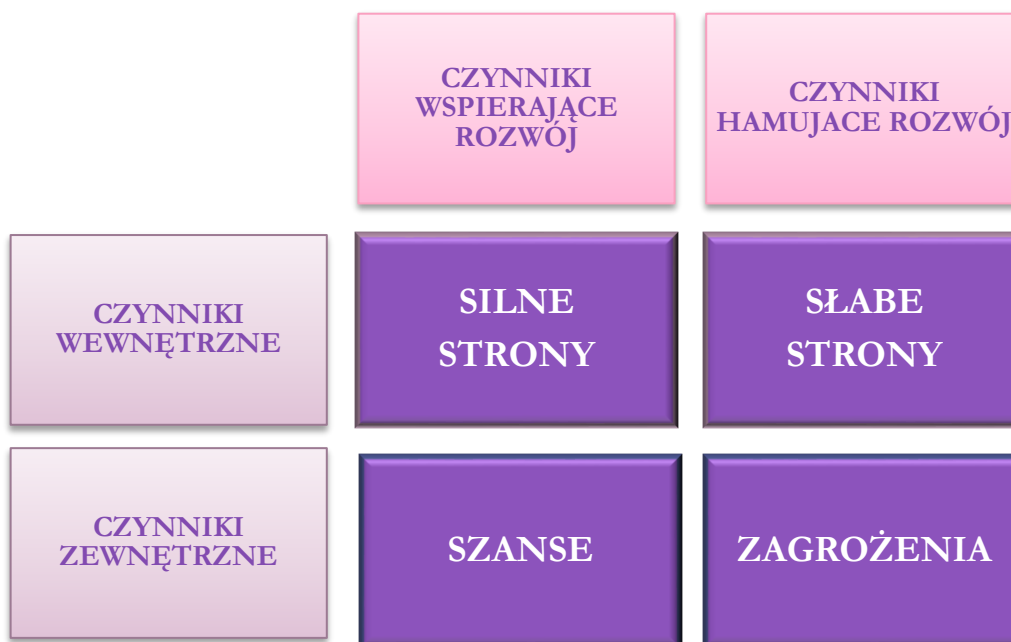 CZYNNIKI
WSPIERAJĄCE
ROZWÓJ
CZYNNIKI
HAMUJACE ROZWÓJ
CZYNNIKI
WEWNĘTRZNE
SILNE
STRONY
SŁABE
STRONY
CZYNNIKI
ZEWNĘTRZNE
SZANSE
ZAGROŻENIA